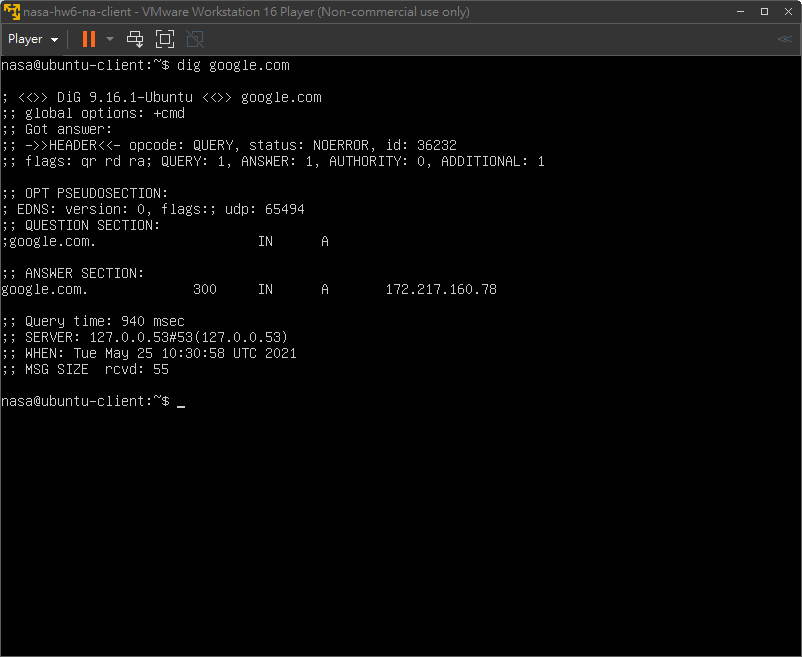 nasa-hw6-na-client - VMware Workstation 16 Player (Non-commercial use only)
Player
nasa@ubuntu-client:~$ dig google.com
; <<>> DiG 9.16.1-Ubuntu <<>> google.com
;; global options: +cmd
;; Got answer:
;; ->>HEADER<<- opcode: QUERY, status: NOERROR, id: 36232
;; flags: qr rd ra; QUERY: 1, ANSWER: 1, AUTHORITY: 0, ADDITIONAL: 1
;; OPT PSEUDOSECTION:
; EDNS: version: 0, flags:; udp: 65494
;; QUESTION SECTION:
;google.com. IN A
;; ANSWER SECTION:
google.com. 300 IN A 172.217.160.78
;; Query time: 940 msec
;; SERVER: 127.0.0.53#53(127.0.0.53)
;; WHEN: Tue May 25 10:30:58 UTC 2021
;; MSG SIZE  rcvd: 55
nasa@ubuntu-client:~$ _